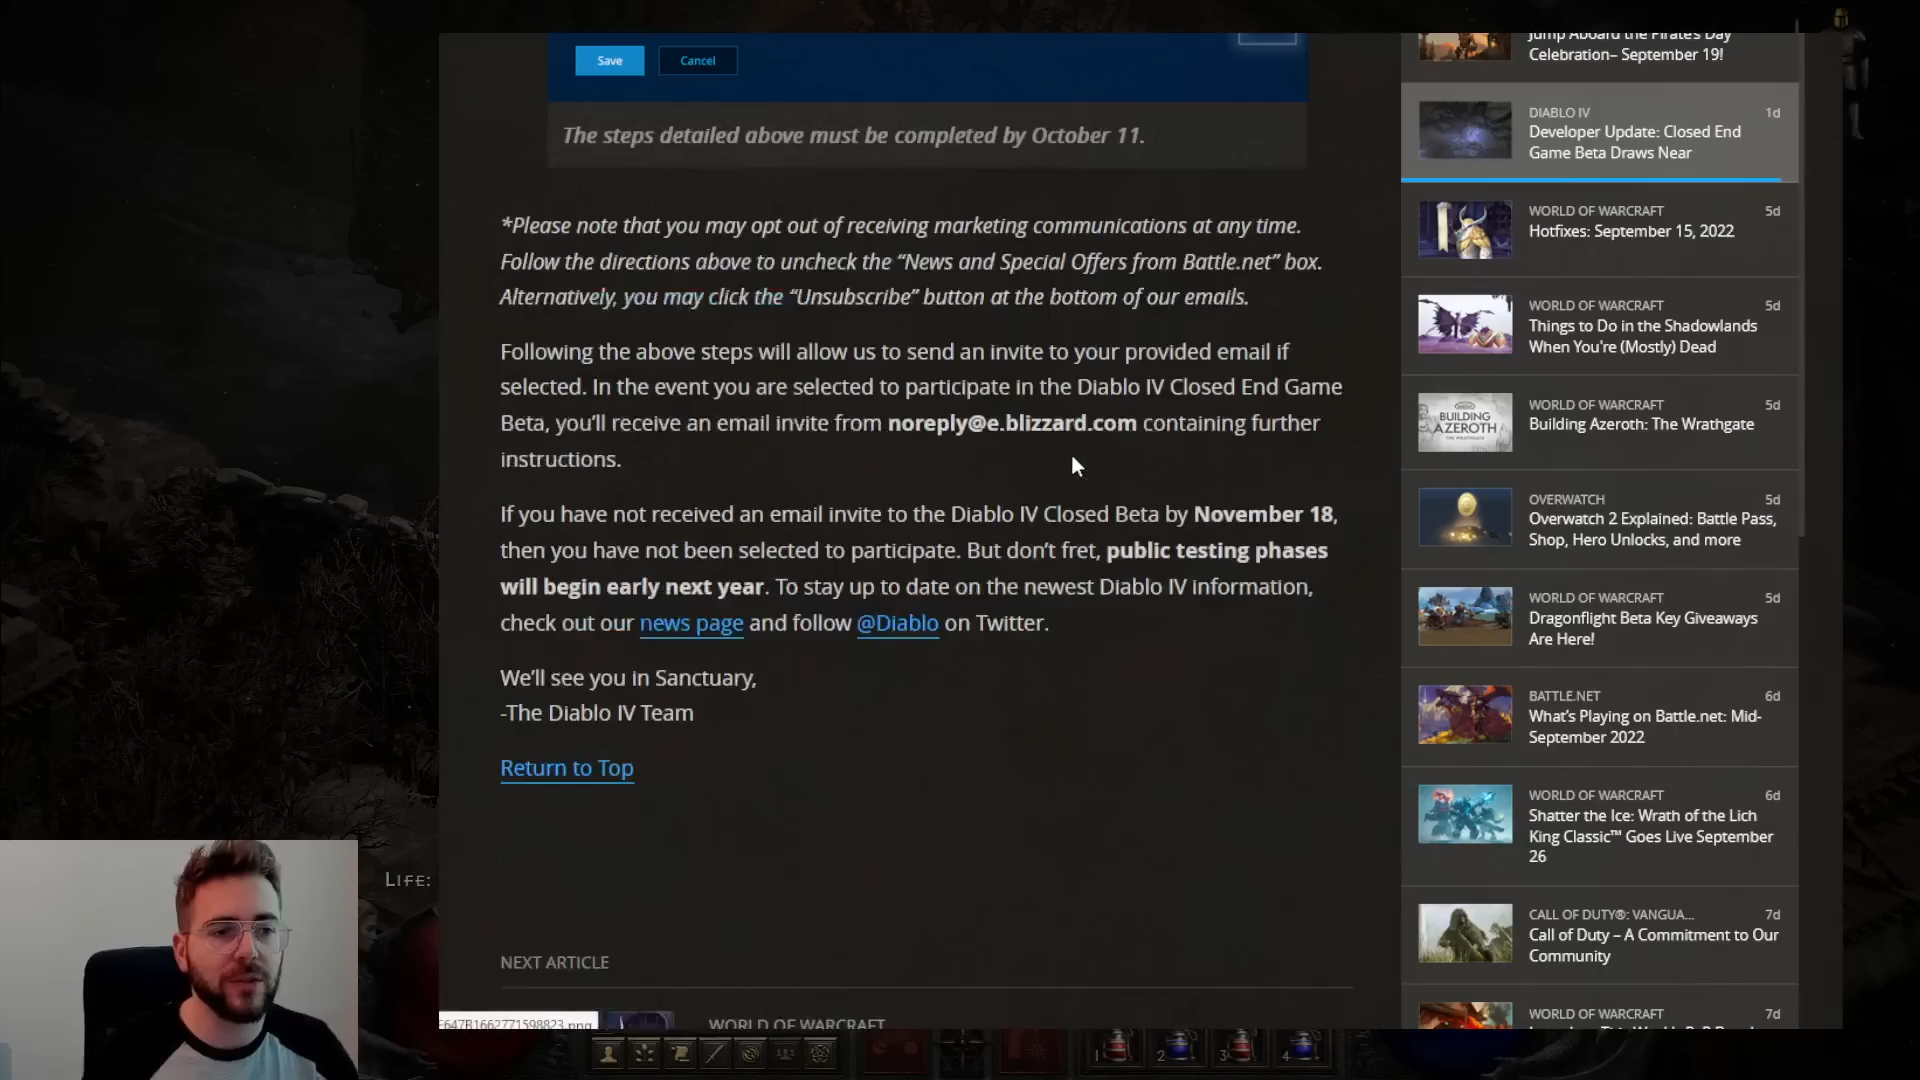 Save
Cancel
The steps detailed above must be completed by October 11.
*Please note that you may opt out of receiving marketing communications at any time.
Follow the directions above to uncheck the “News and Special Offers from Battle.net” box.
Alternatively, you may click the “Unsubscribe” button at the bottom of our emails.
Following the above steps will allow us to send an invite to your provided email if
selected. In the event you are selected to participate in the Diablo IV Closed End Game
Beta, you’ll receive an email invite from noreply@e.blizzard.com containing further
instructions.
If you have not received an email invite to the Diablo IV Closed Beta by November 18,
then you have not been selected to participate. But don’t fret, public testing phases
will begin early next year. To stay up to date on the newest Diablo IV information,
check out our news page and follow @Diablo on Twitter.
We’ll see you in Sanctuary,
-The Diablo IV Team
Return to Top
NEXT ARTICLE
WORLD OF WARCRAFT
Jump Aboard the Pirate's Day
Celebration– September 19!
DIABLO IV 1d
Developer Update: Closed End
Game Beta Draws Near
WORLD OF WARCRAFT 5d
Hotfixes: September 15, 2022
WORLD OF WARCRAFT 5d
Things to Do in the Shadowlands
When You're (Mostly) Dead
BUILDING
AZEROTH
THE WRATHGATE
WORLD OF WARCRAFT 5d
Building Azeroth: The Wrathgate
OVERWATCH 5d
Overwatch 2 Explained: Battle Pass,
Shop, Hero Unlocks, and more
WORLD OF WARCRAFT 5d
Dragonflight Beta Key Giveaways
Are Here!
BATTLE.NET 6d
What’s Playing on Battle.net: Mid-
September 2022
WORLD OF WARCRAFT 6d
Shatter the Ice: Wrath of the Lich
King Classic™ Goes Live September
26
CALL OF DUTY®: VANGUA... 7d
Call of Duty – A Commitment to Our
Community
WORLD OF WARCRAFT 7d
LIFE:
1 2 3 4